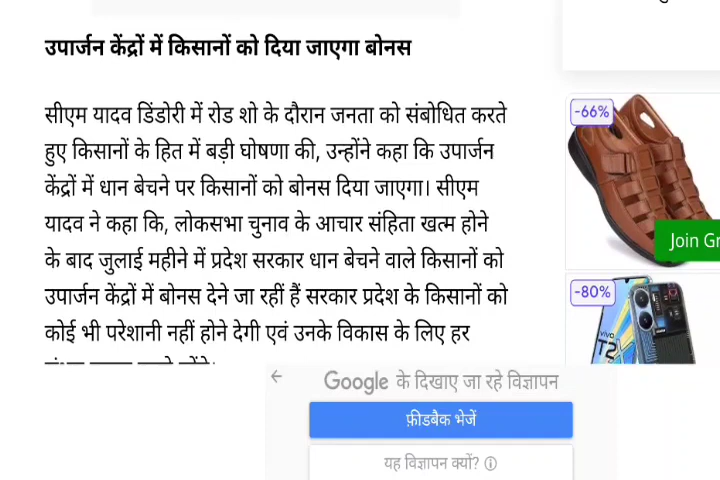 उपार्जन केंद्रों में किसानों को दिया जाएगा बोनस
सीएम यादव डिंडोरी में रोड शो के दौरान जनता को संबोधित करते
हुए किसानों के हित में बड़ी घोषणा की, उन्होंने कहा कि उपार्जन
केंद्रों में धान बेचने पर किसानों को बोनस दिया जाएगा। सीएम
यादव ने कहा कि, लोकसभा चुनाव के आचार संहिता खत्म होने
के बाद जुलाई महीने में प्रदेश सरकार धान बेचने वाले किसानों को
उपार्जन केंद्रों में बोनस देने जा रहीं हैं सरकार प्रदेश के किसानों को
कोई भी परेशानी नहीं होने देगी एवं उनके विकास के लिए हर
-66%
Join Gr
-80%
vivo
T2
Google के दिखाए जा रहे विज्ञापन
फ़ीडबैक भेजें
यह विज्ञापन क्यों?